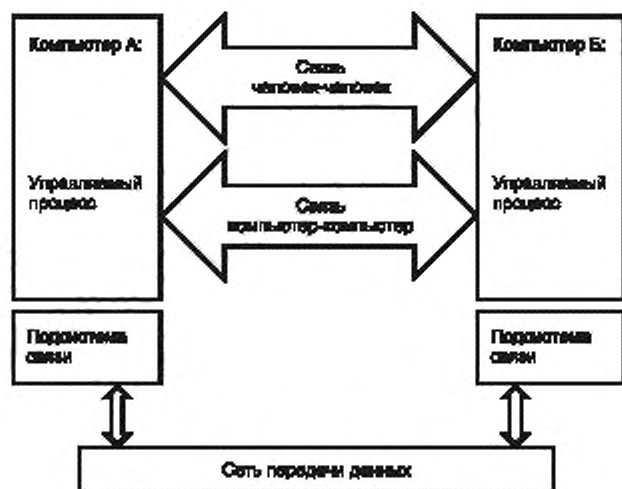 Компьютер А:
Компьютер Б:
Связь
человек-человек
Управляемый
процесс
Управляемый
процесс
Связь
компьютер-компьютер
Подсистема
связи
Подсистема
связи
Сеть передачи данных